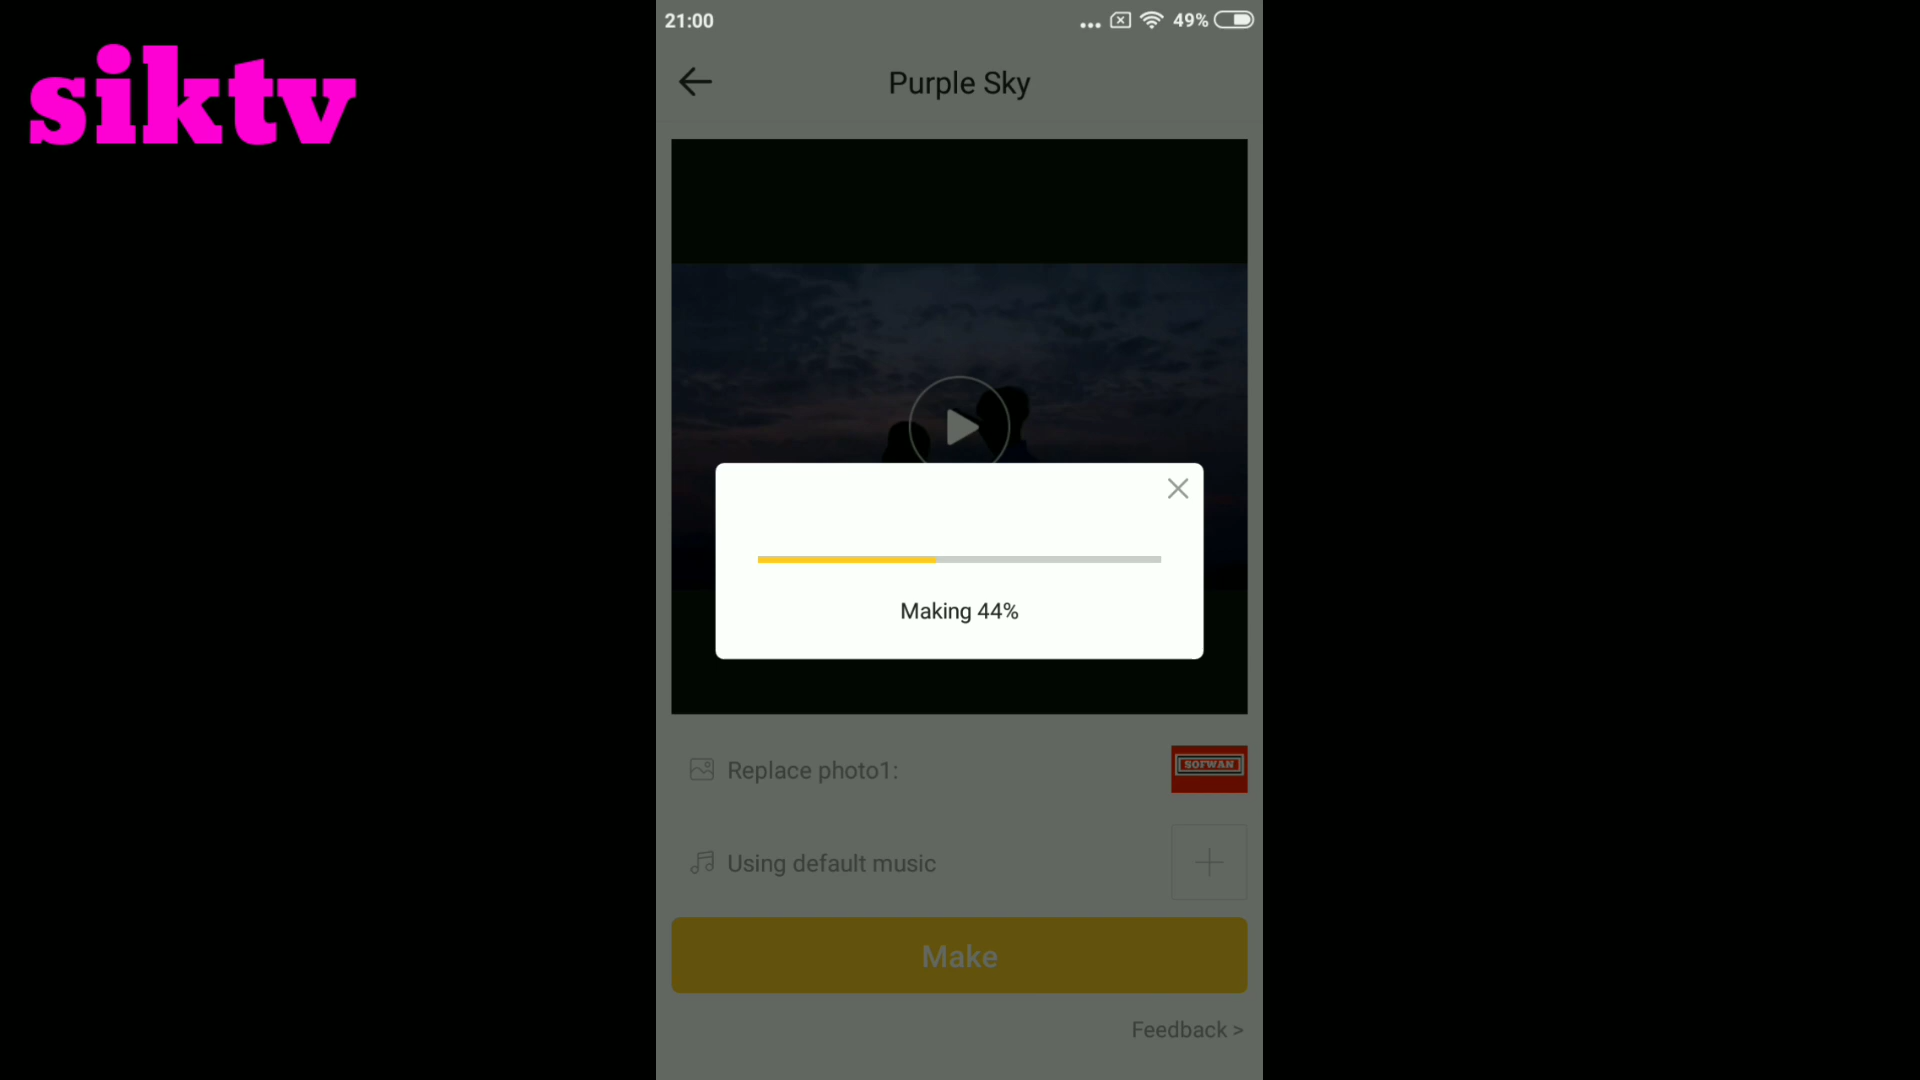 siktv
21:00
49%
Purple Sky
Making 44%
Replace photo1:
SOFWAN
Using default music
Make
Feedback >